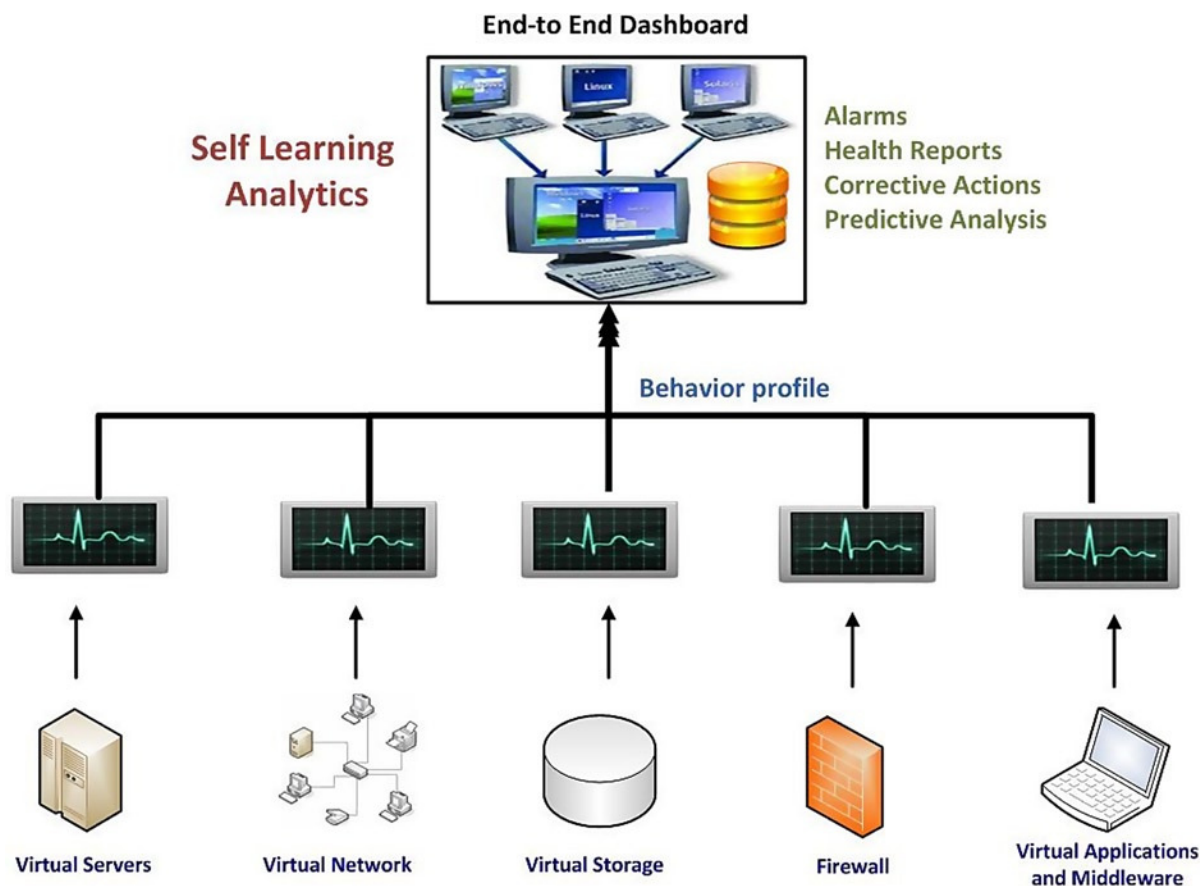 End-to End Dashboard
Linux
Self Learning
Analytics
Alarms
Health Reports
Corrective Actions
Predictive Analysis
Behavior profile
Virtual Servers
Virtual Network
Virtual Storage
Firewall
Virtual Applications
and Middleware